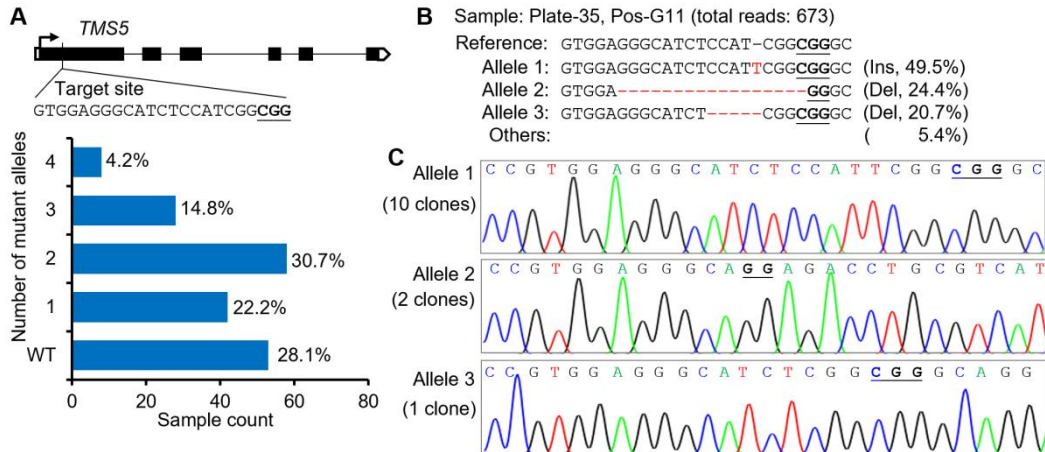 A
TMS5
Target site
GTGGAGGGCATCTCCATCGGCGG
Number of mutant alleles
4
4.2%
3
14.8%
2
30.7%
1
22.2%
WT
28.1%
0 20 40 60 80
Sample count
B Sample: Plate-35, Pos-G11 (total reads: 673)
Reference: GTGGAGGGCATCTCCAT-CGGCGGGC
Allele 1: GTGGAGGGCATCTCCATTCGGCGGGC (Ins, 49.5%)
Allele 2: GTGGA-----------------GGGC (Del, 24.4%)
Allele 3: GTGGAGGGCATCT-----CGGCGGGC (Del, 20.7%)
Others: ( 5.4%)
C
Allele 1 C C G T G G A G G G C A T C T C C A T T C G G C G G G C
(10 clones)
Allele 2 C C G T G G A G G G C A G G A G A C C T G C G T C A T
(2 clones)
Allele 3 C C G T G G A G G G C A T C T C G G C G G G C A G G
(1 clone)